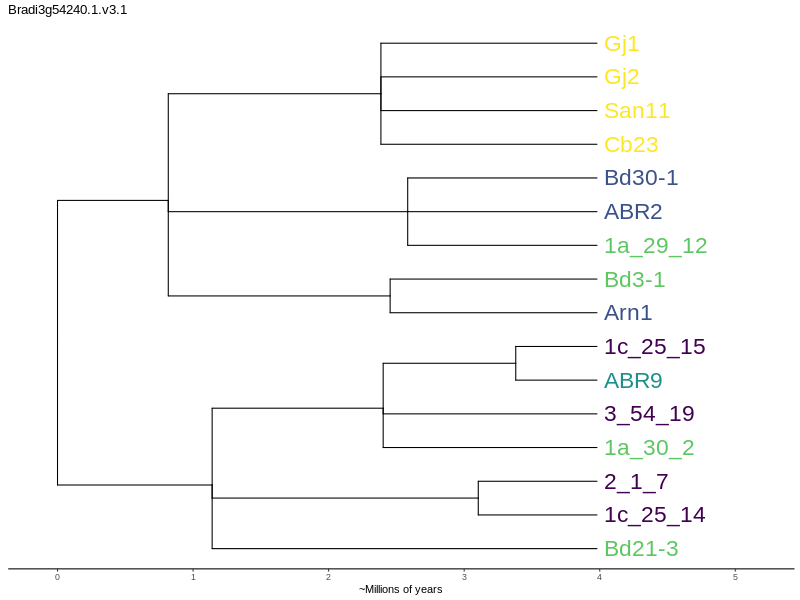 Bradi3g54240.1.v3.1
Gj1
Gj2
San11
Cb23
Bd30-1
ABR2
1a_29_12
Bd3-1
Arn1
1c_25_15
ABR9
3_54_19
1a_30_2
2_1_7
1c_25_14
Bd21-3
0 1 2 3 4 5
~Millions of years